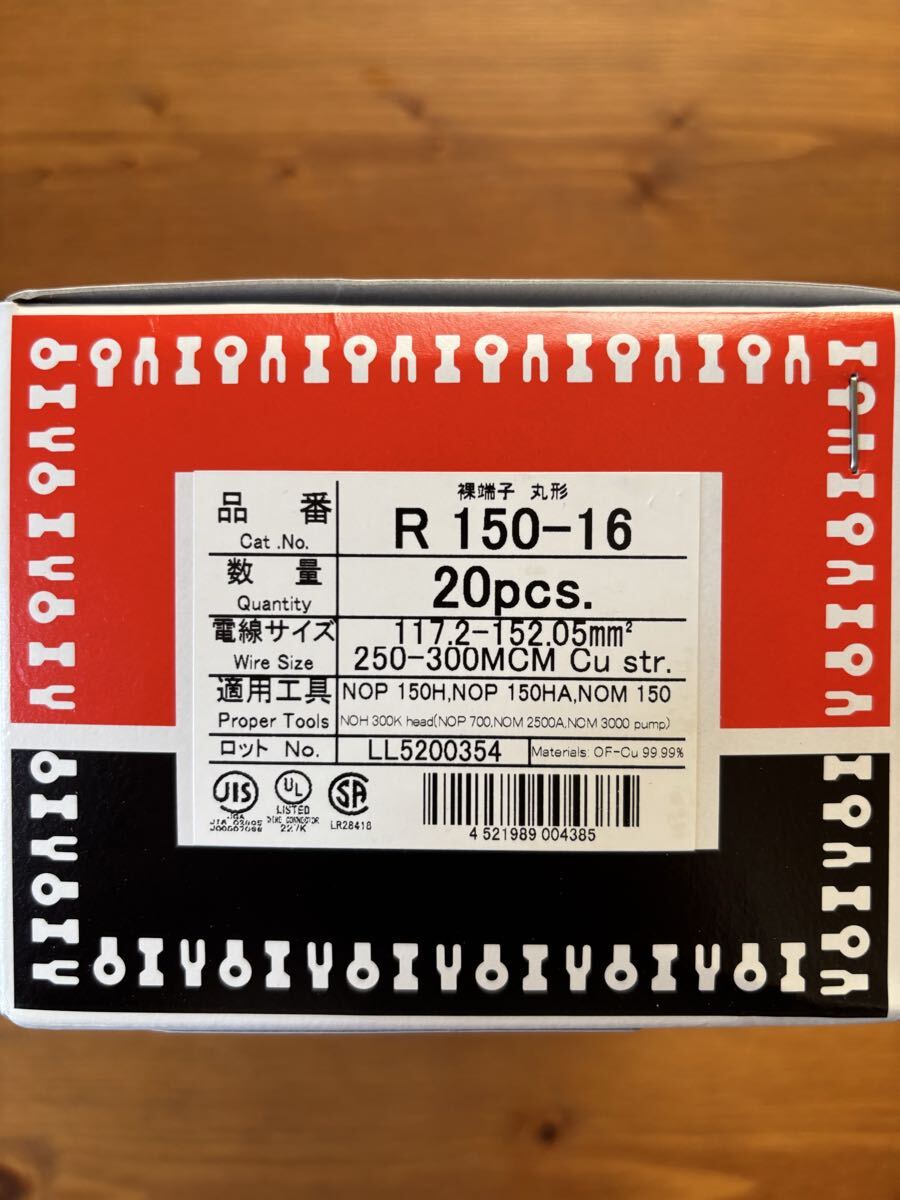 裸端子 丸形
品 番 R 150-16
Cat .No.
数 量 20pcs.
Quantity
電線サイズ 117.2-152.05mm²
Wire Size 250-300MCM Cu str.
適用工具 NOP 150H,NOP 150HA,NOM 150
Proper Tools NOH 300K head(NOP 700,NOM 2500A,NOM 3000 pump)
ロット No. LL5200354 Materials: OF-Cu 99.99%
JIS UL SA
LISTED
LR28418
4 521989 004385